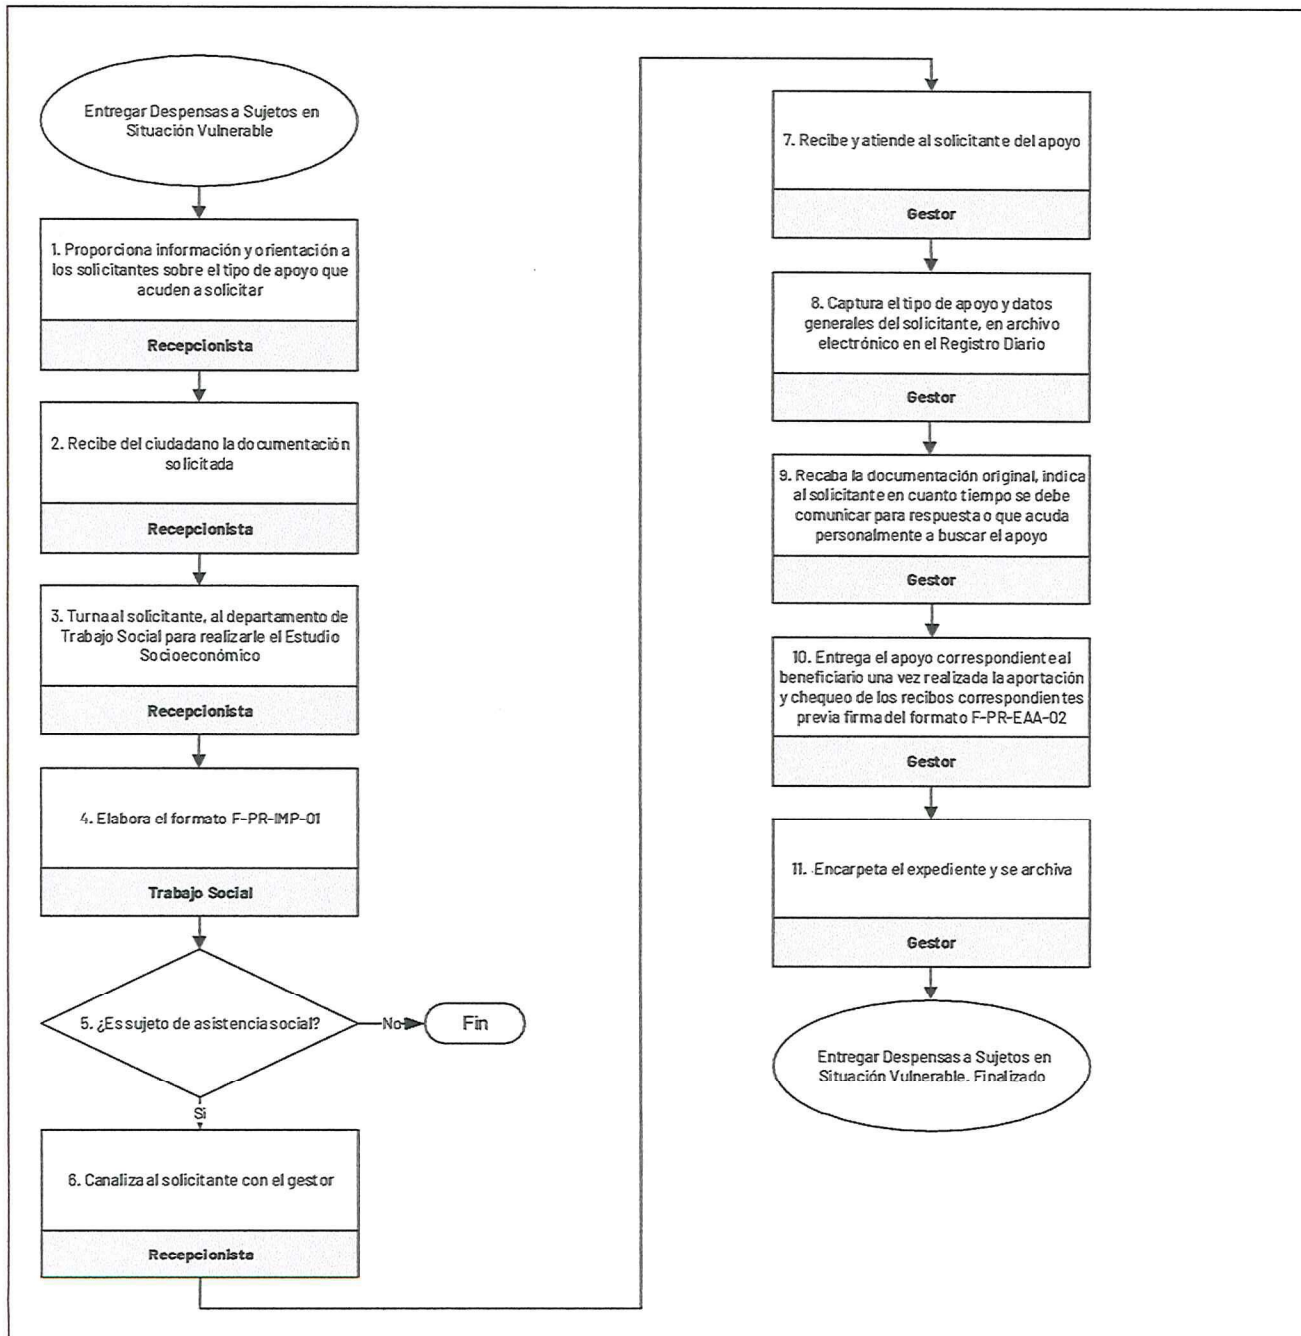 Entregar Despensas a Sujetos en
Situación Vulnerable
1. Proporciona información y orientación a
los solicitantes sobre el tipo de apoyo que
acuden a solicitar
Recepcionista
2. Recibe del ciudadano la documentación
solicitada
Recepcionista
3. Turna al solicitante, al departamento de
Trabajo Social para realizarle el Estudio
Socioeconómico
Recepcionista
4. Elabora el formato F-PR-IMP-01
Trabajo Social
5. ¿Es sujeto de asistencia social?
No
Fin
Si
6. Canaliza al solicitante con el gestor
Recepcionista
7. Recibe y atiende al solicitante del apoyo
Gestor
8. Captura el tipo de apoyo y datos
generales del solicitante, en archivo
electrónico en el Registro Diario
Gestor
9. Recaba la documentación original, indica
al solicitante en cuanto tiempo se debe
comunicar para respuesta o que acuda
personalmente a buscar el apoyo
Gestor
10. Entrega el apoyo correspondiente al
beneficiario una vez realizada la aportación
y chequeo de los recibos correspondientes
previa firma del formato F-PR-EAA-02
Gestor
11. Encarpeta el expediente y se archiva
Gestor
Entregar Despensas a Sujetos en
Situación Vulnerable. Finalizado